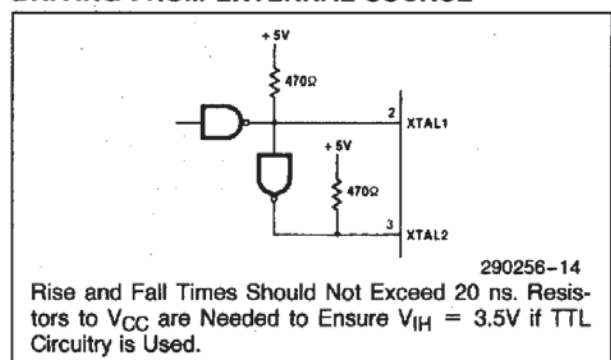 DRIVING FROM EXTERNAL SOURCE
+5V
470Ω
2
XTAL1
+5V
470Ω
3
XTAL2
290256-14
Rise and Fall Times Should Not Exceed 20 ns. Resis-
tors to VCC are Needed to Ensure VIH = 3.5V if TTL
Circuitry is Used.